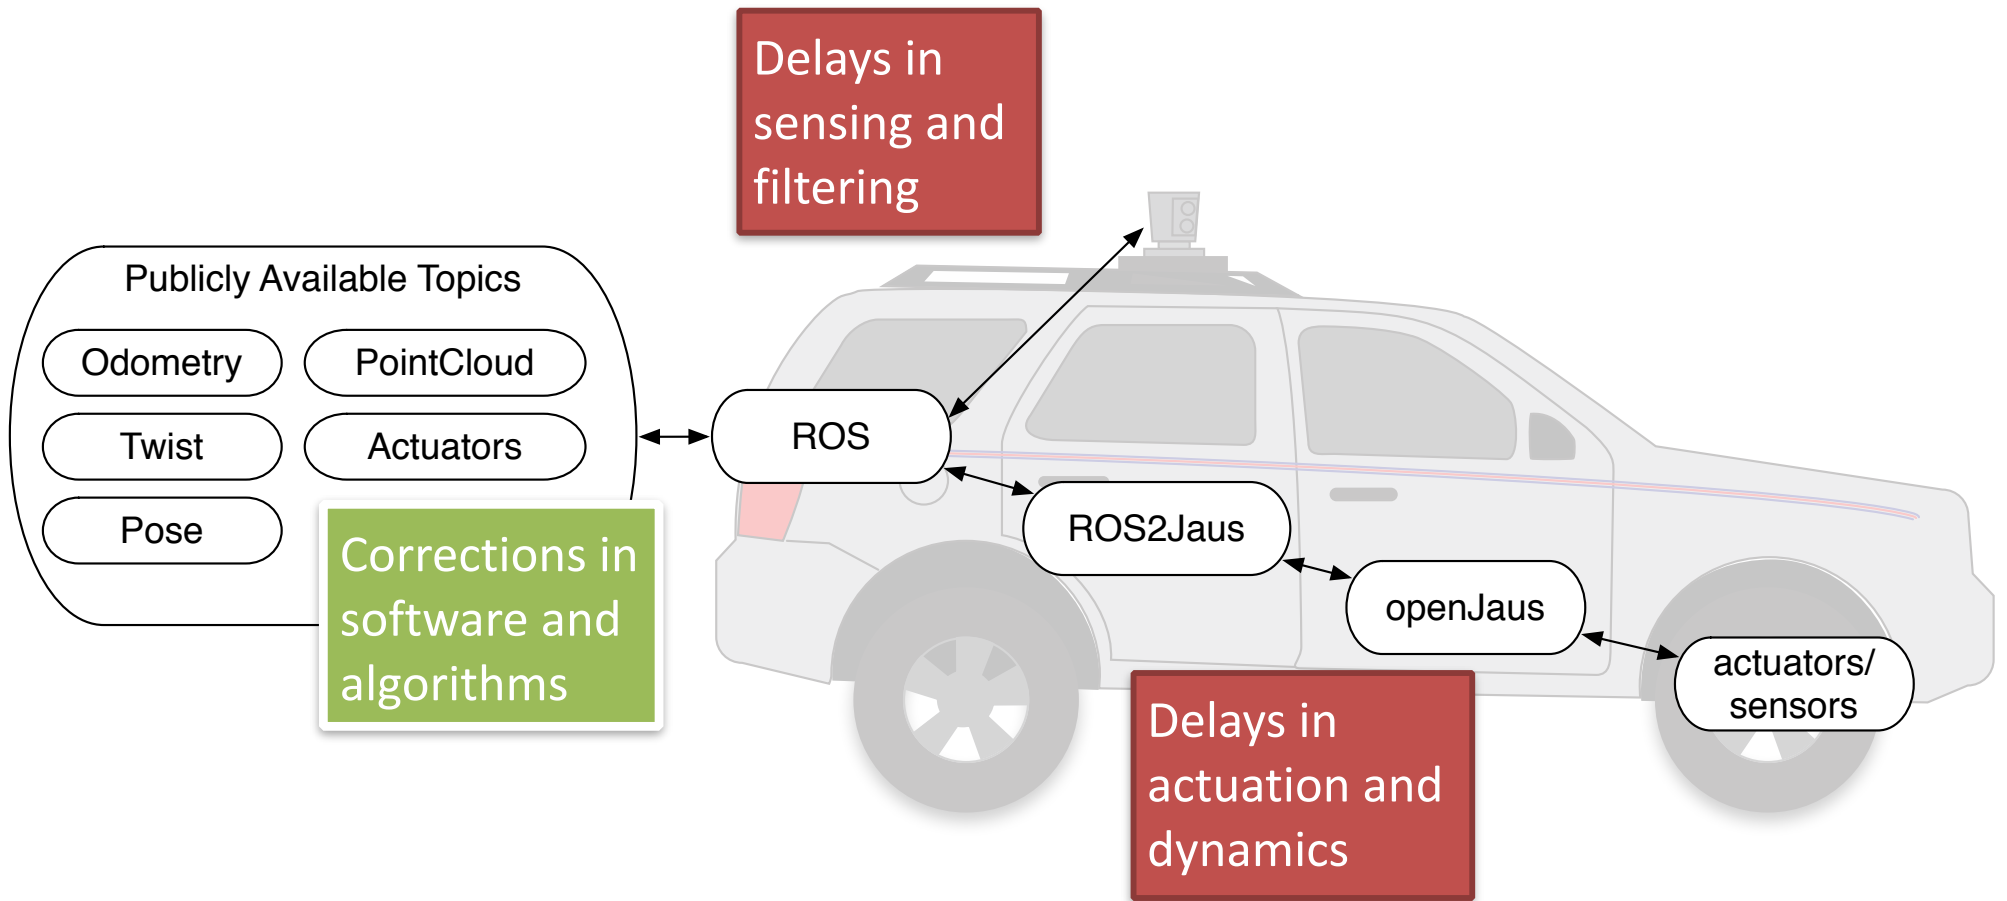 Delays in
sensing and
filtering
Publicly Available Topics
Odometry
PointCloud
Twist
Actuators
Pose
Corrections in
software and
algorithms
ROS
ROS2Jaus
openJaus
actuators/
sensors
Delays in
actuation and
dynamics